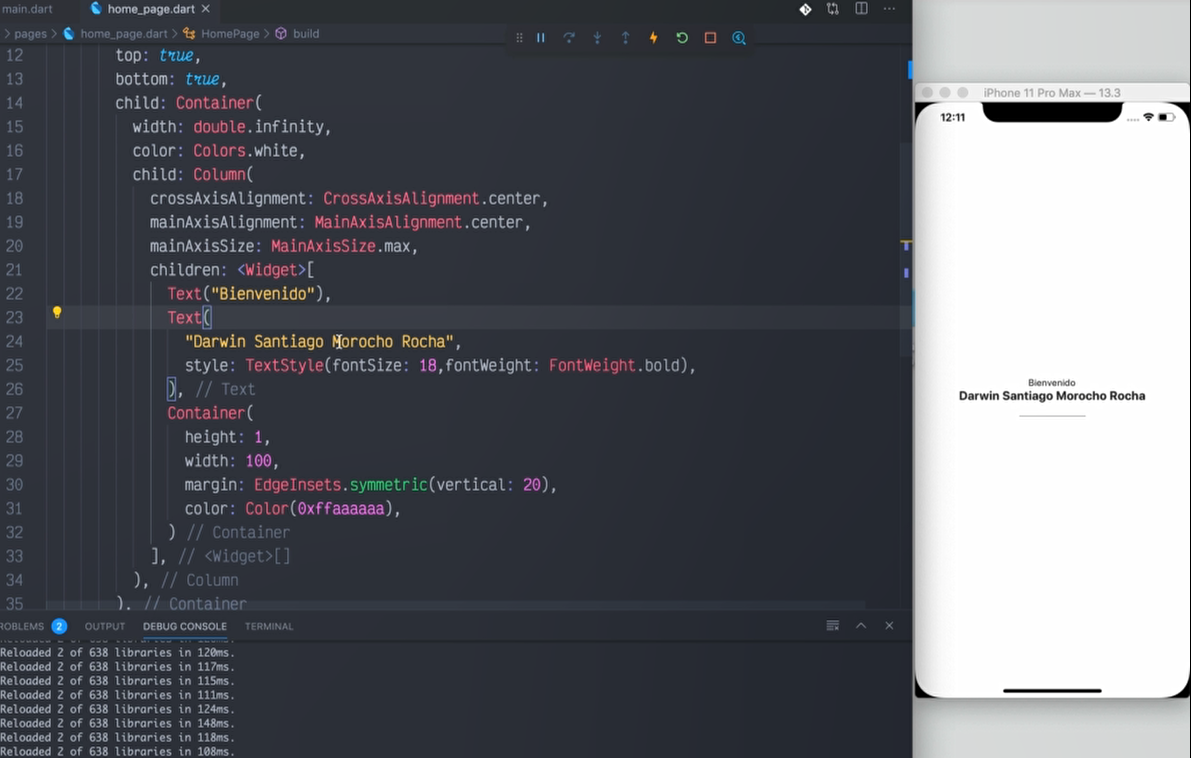 main.dart
home_page.dart
pages > home_page.dart > HomePage > build
12 top: true,
13 bottom: true,
14 child: Container(
15 width: double.infinity,
16 color: Colors.white,
17 child: Column(
18 crossAxisAlignment: CrossAxisAlignment.center,
19 mainAxisAlignment: MainAxisAlignment.center,
20 mainAxisSize: MainAxisSize.max,
21 children: <Widget>[
22 Text("Bienvenido"),
23 Text(
24 "Darwin Santiago Morocho Rocha",
25 style: TextStyle(fontSize: 18,fontWeight: FontWeight.bold),
26 ), // Text
27 Container(
28 height: 1,
29 width: 100,
30 margin: EdgeInsets.symmetric(vertical: 20),
31 color: Color(0xffaaaaaa),
32 ) // Container
33 ], // <Widget>[]
34 ), // Column
35 ), // Container
ROBLEMS 2 OUTPUT DEBUG CONSOLE TERMINAL
Reloaded 2 of 638 libraries in 120ms.
Reloaded 2 of 638 libraries in 117ms.
Reloaded 2 of 638 libraries in 115ms.
Reloaded 2 of 638 libraries in 111ms.
Reloaded 2 of 638 libraries in 124ms.
Reloaded 2 of 638 libraries in 148ms.
Reloaded 2 of 638 libraries in 118ms.
Reloaded 2 of 638 libraries in 108ms.
iPhone 11 Pro Max — 13.3
12:11
Bienvenido
Darwin Santiago Morocho Rocha